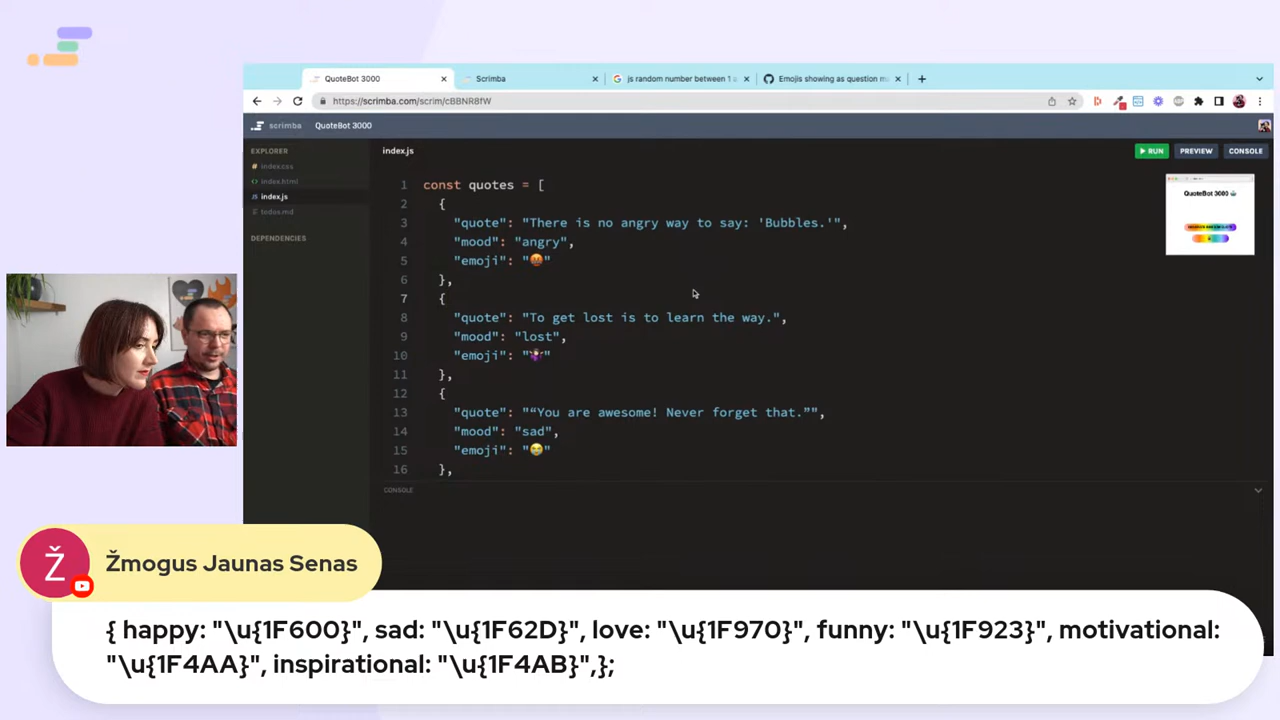 QuoteBot 3000
Scrimba
js random number between 1
Emojis showing as question m
https://scrimba.com/scrim/cBBNR8fW
scrimba
QuoteBot 3000
EXPLORER
index.css
index.html
index.js
todos.md
DEPENDENCIES
index.js
RUN
PREVIEW
CONSOLE
1 const quotes = [
2 {
3 "quote": "There is no angry way to say: 'Bubbles.'",
4 "mood": "angry",
5 "emoji": "🤬"
6 },
7 {
8 "quote": "To get lost is to learn the way.",
9 "mood": "lost",
10 "emoji": "🤷🏻‍♀️"
11 },
12 {
13 "quote": "“You are awesome! Never forget that.”",
14 "mood": "sad",
15 "emoji": "😭"
16 },
QuoteBot 3000
CONSOLE
Ž
Žmogus Jaunas Senas
{ happy: "\u{1F600}", sad: "\u{1F62D}", love: "\u{1F970}", funny: "\u{1F923}", motivational:
"\u{1F4AA}", inspirational: "\u{1F4AB}",};